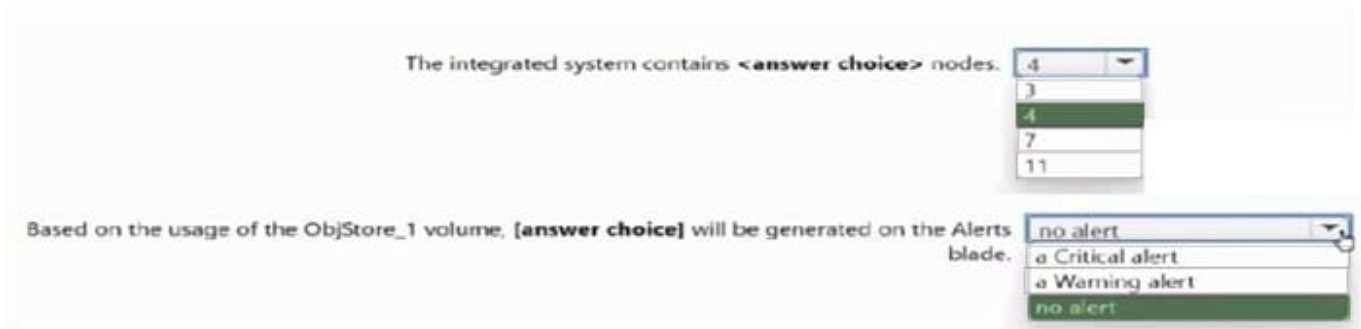 The integrated system contains <answer choice> nodes. 4
3
4
7
11
Based on the usage of the ObjStore_1 volume, [answer choice] will be generated on the Alerts no alert
blade. a Critical alert
a Warning alert
no alert